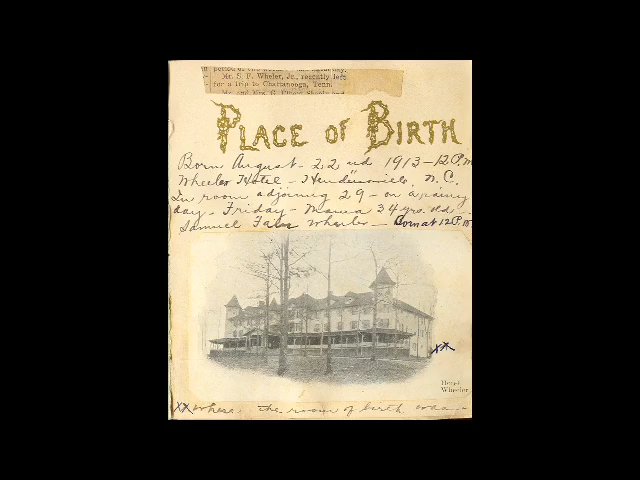 Mr. S. F. Wheler, Jr., recently left
for a trip to Chattanooga, Tenn.
PLACE OF BIRTH
Born August - 22nd 1913 - 12 P.M.
Wheeler Hotel - Hendersonville, N.C.
In room adjoining 29 - on a rainy
day - Friday - Mama 34 yrs. old -
Samuel Wheeler - Born at 12 P.M.
xx
Hotel
Wheeler
xx Where the room of birth was -